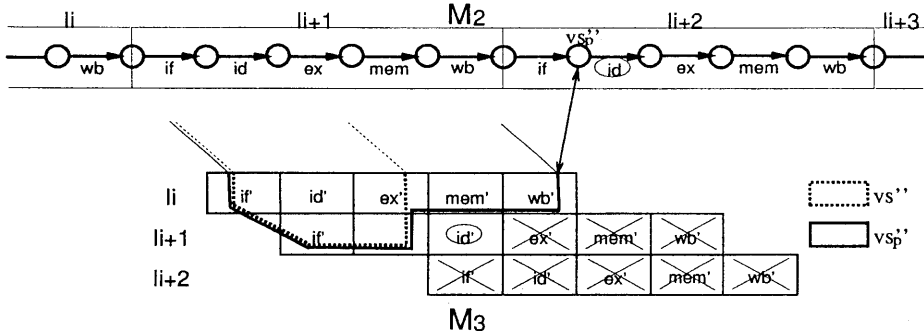 Ii Ii+1 M2 Ii+2 Ii+3
vsp''
wb if id ex mem wb if id ex mem wb
Ii if' id' ex' mem' wb' vs''
Ii+1 if' id' ex' mem' wb' vsp''
Ii+2 if' id' ex' mem' wb'
M3